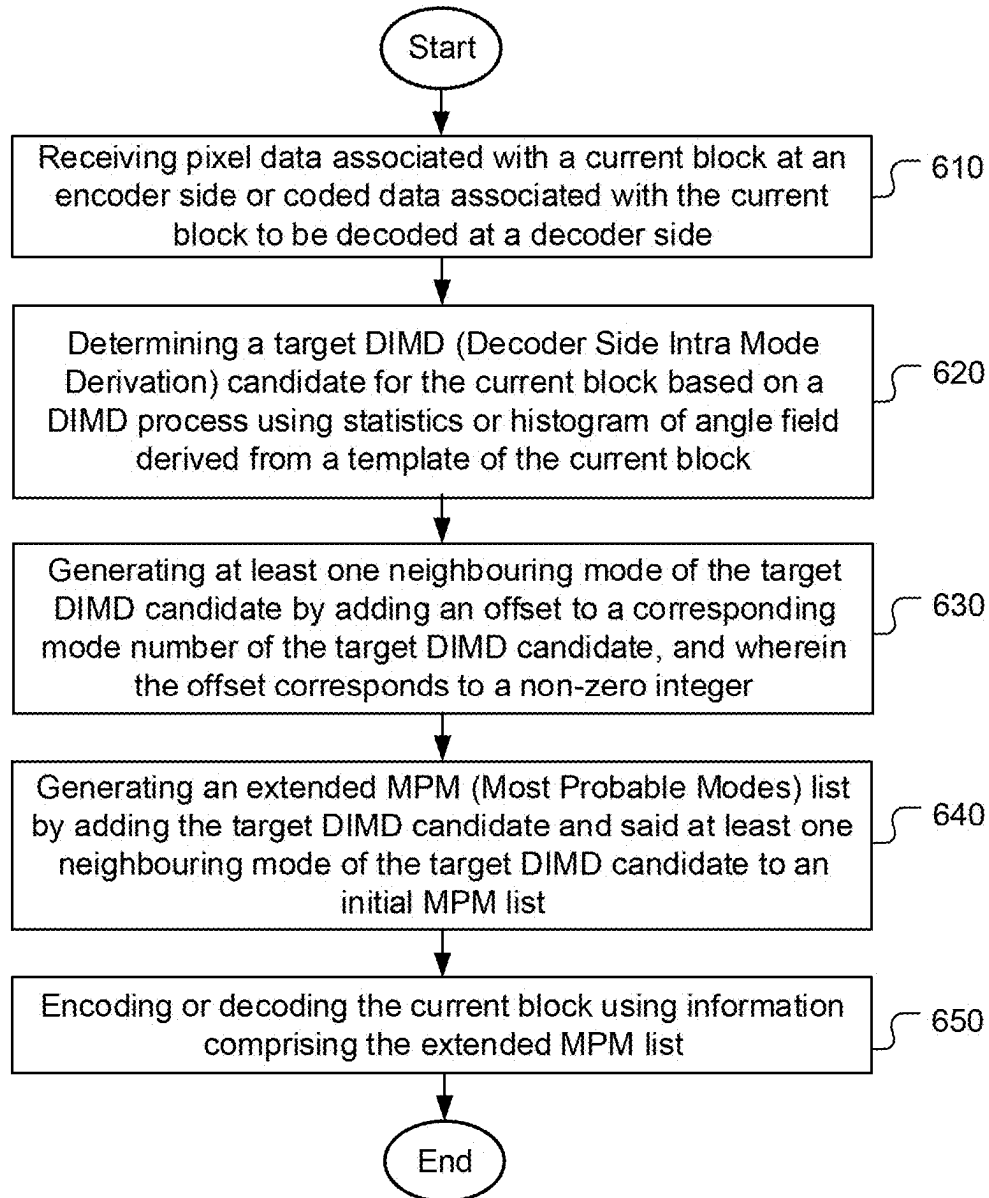 Start
Receiving pixel data associated with a current block at an
encoder side or coded data associated with the current
block to be decoded at a decoder side
610
Determining a target DIMD (Decoder Side Intra Mode
Derivation) candidate for the current block based on a
DIMD process using statistics or histogram of angle field
derived from a template of the current block
620
Generating at least one neighbouring mode of the target
DIMD candidate by adding an offset to a corresponding
mode number of the target DIMD candidate, and wherein
the offset corresponds to a non-zero integer
630
Generating an extended MPM (Most Probable Modes) list
by adding the target DIMD candidate and said at least one
neighbouring mode of the target DIMD candidate to an
initial MPM list
640
Encoding or decoding the current block using information
comprising the extended MPM list
650
End